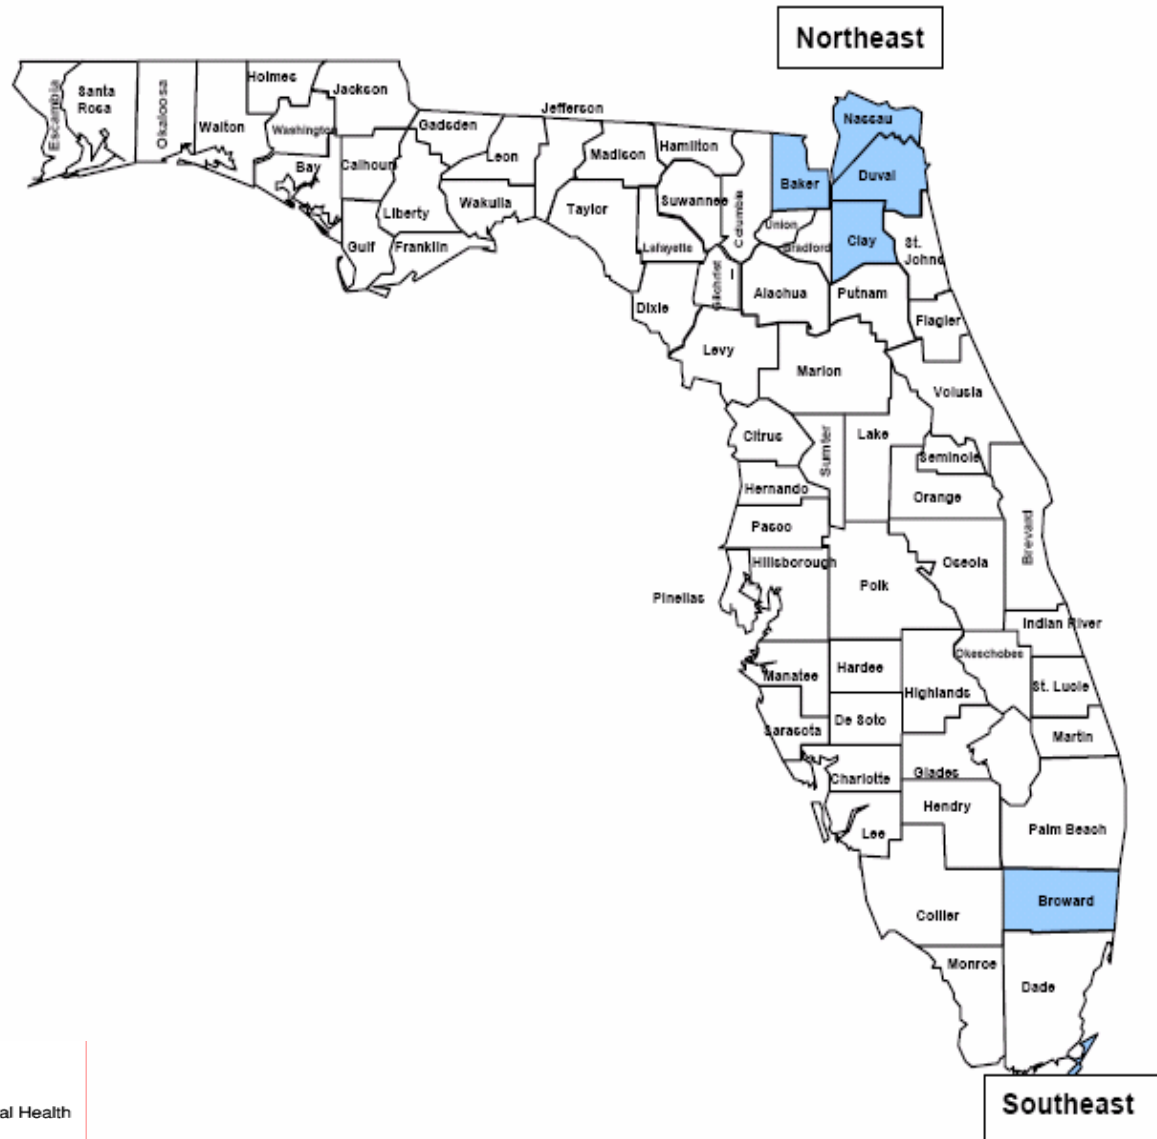 Northeast
Escambia
Santa
Rosa
Okaloosa
Walton
Holmes
Washington
Jackson
Bay
Calhoun
Gulf
Liberty
Franklin
Gadsden
Leon
Wakulla
Jefferson
Madison
Taylor
Hamilton
Suwannee
Lafayette
Dixie
Columbia
Gilchrist
Baker
Union
Bradford
Nassau
Duval
Clay
St.
Johns
Alachua
Putnam
Flagler
Levy
Marion
Volusia
Citrus
Sumter
Lake
Seminole
Orange
Hernando
Pasco
Brevard
Hillsborough
Pinellas
Polk
Oseola
Indian River
Manatee
Hardee
Highlands
Okeechobee
St. Lucie
Sarasota
De Soto
Martin
Charlotte
Glades
Lee
Hendry
Palm Beach
Collier
Broward
Monroe
Dade
Southeast
al Health